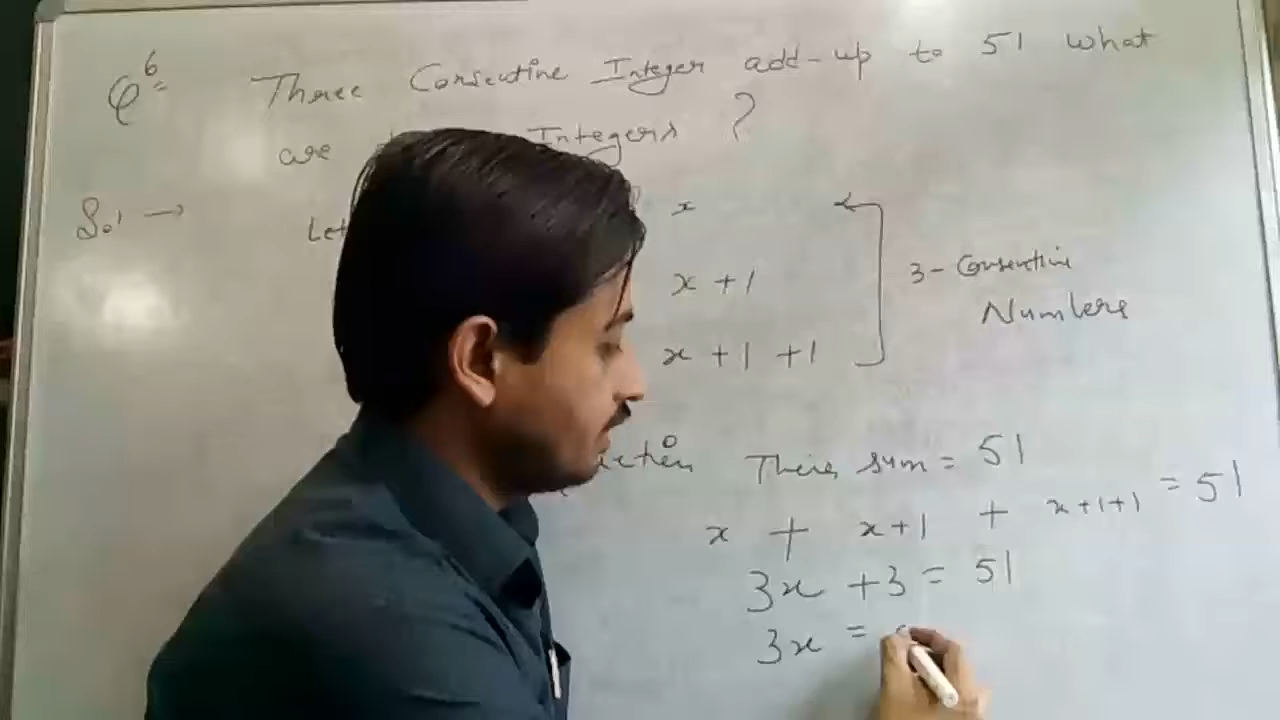 Q6= Three Consecutive Integer add-up to 51 what
are Integers ?
Sol → Let x
x + 1
x + 1 + 1
3 - Consecutive
Numbers
Their sum = 51
x + x+1 + x+1+1 = 51
3x + 3 = 51
3x =